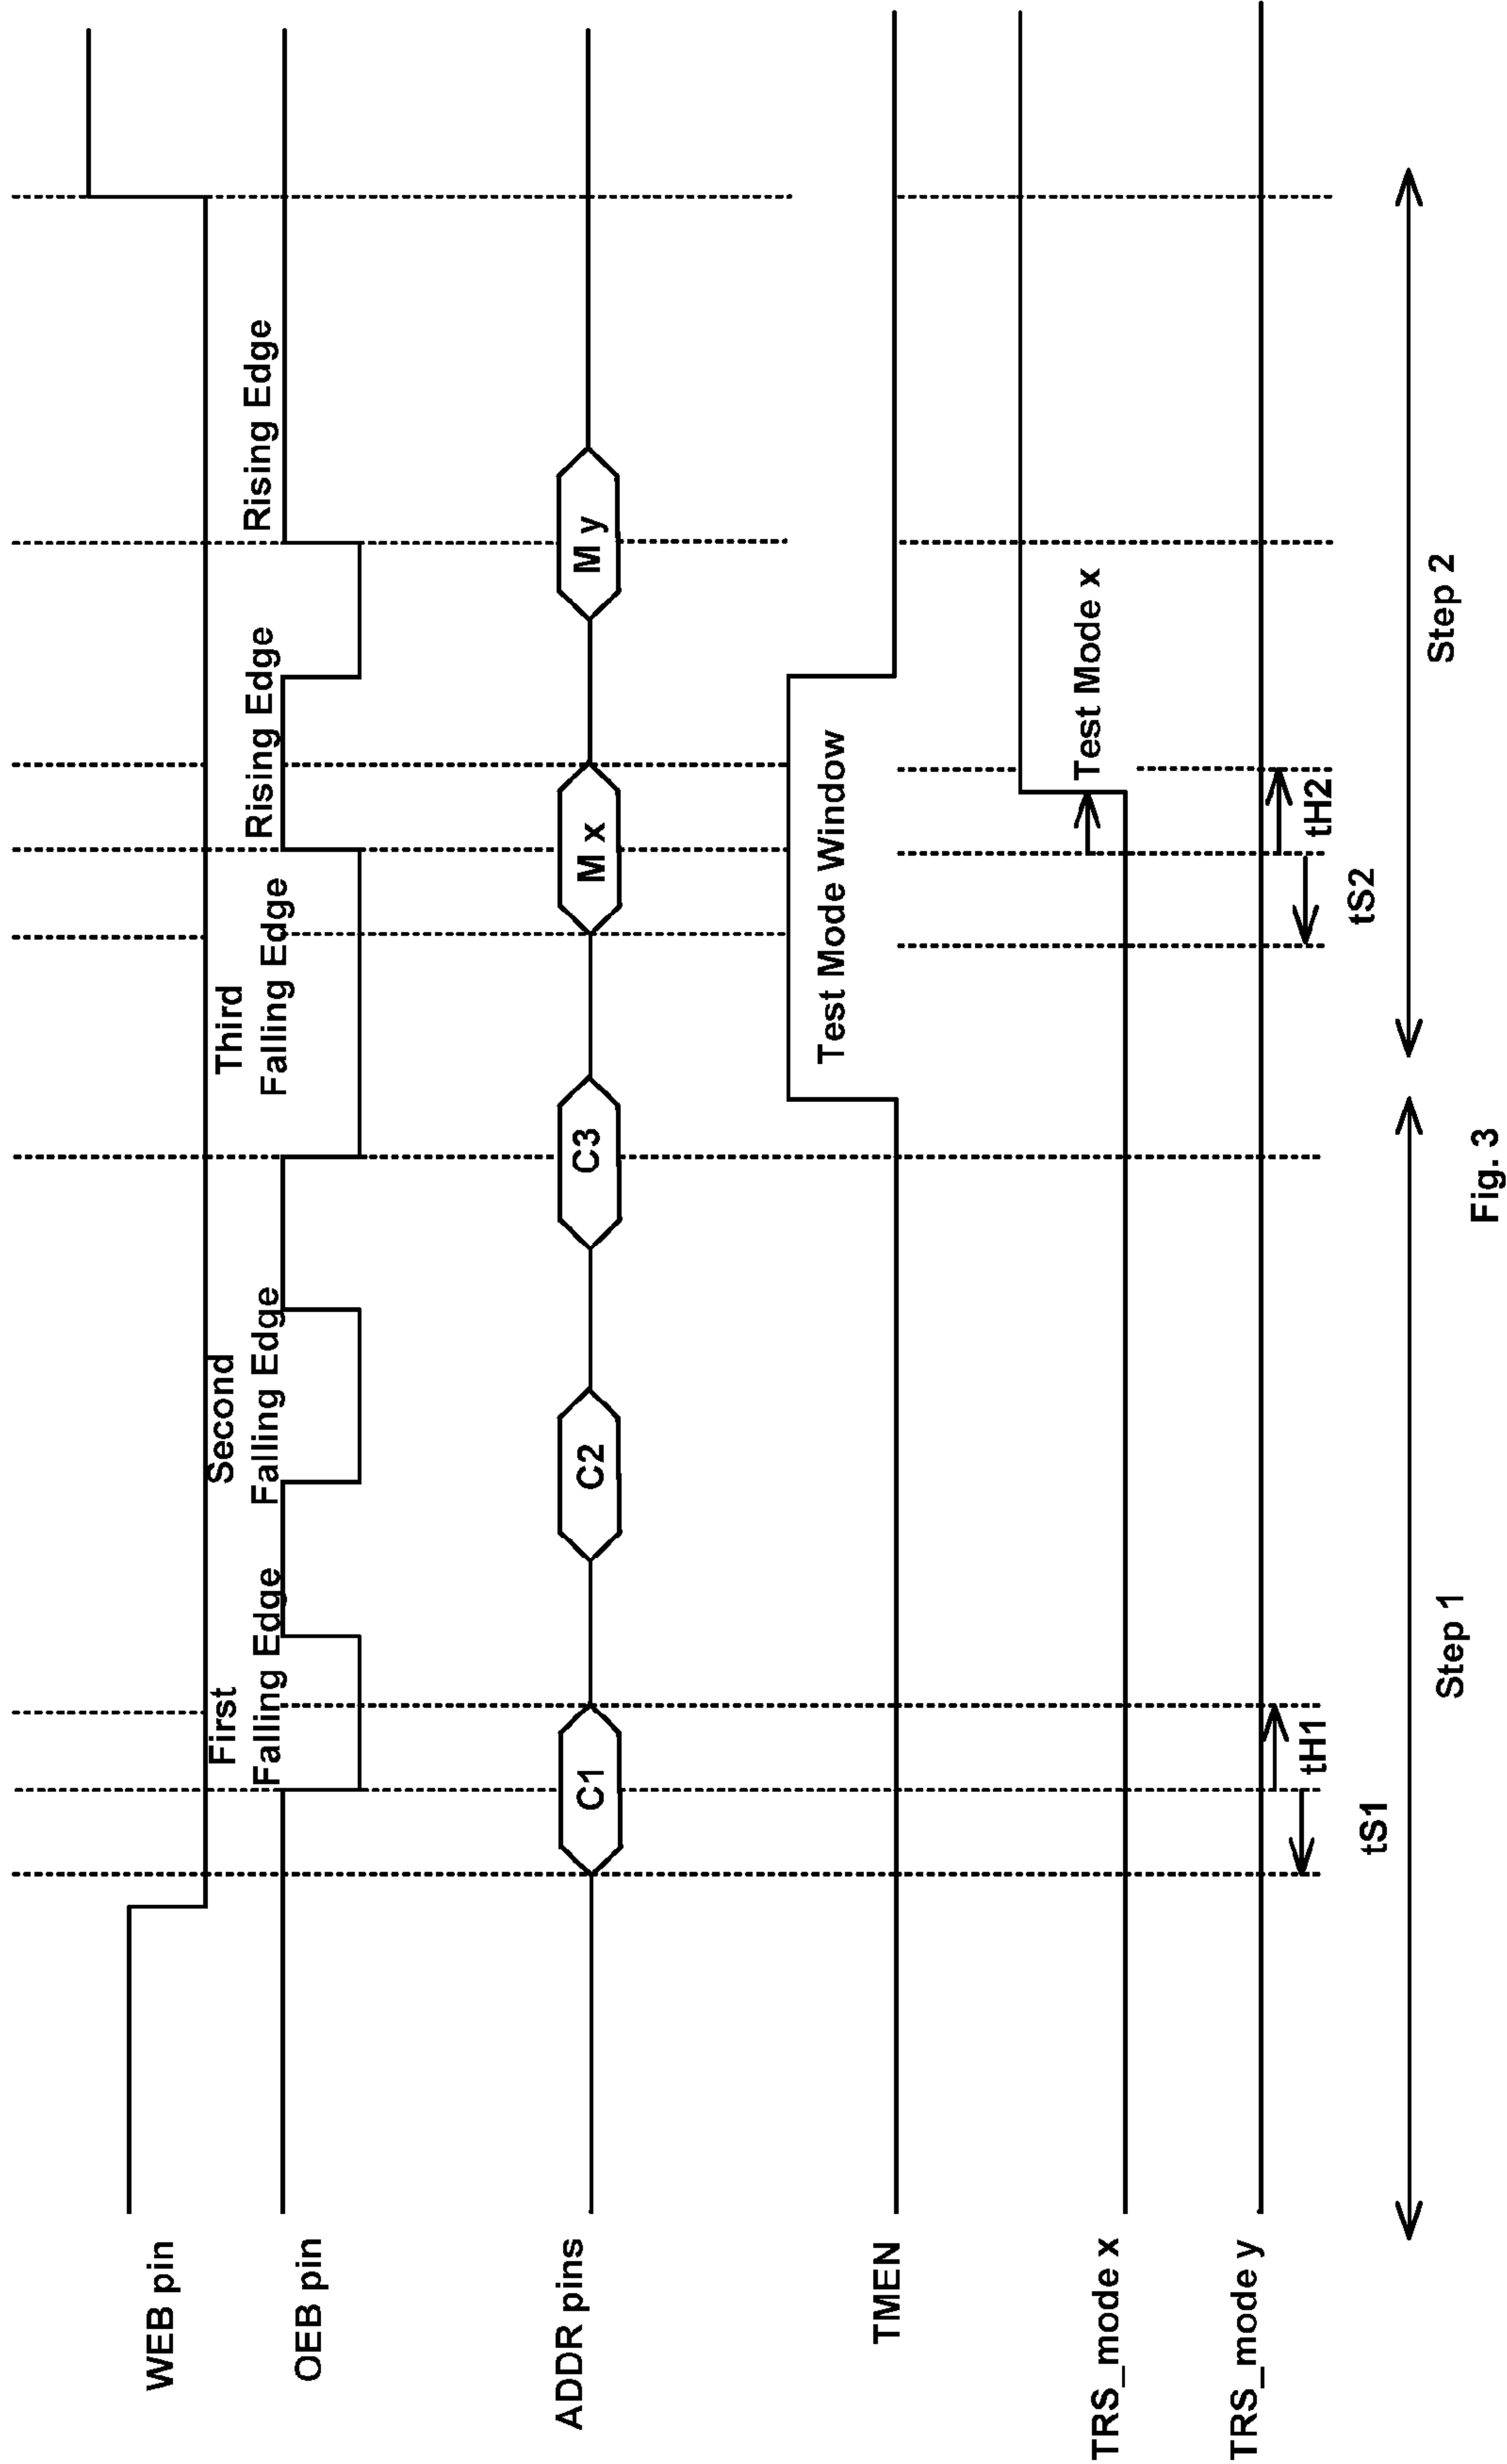 WEB pin
First
Falling Edge
Second
Falling Edge
Third
Falling Edge
Rising Edge
Rising Edge
OEB pin
ADDR pins
C1
C2
C3
M x
M y
TMEN
Test Mode Window
TRS_mode x
Test Mode x
TRS_mode y
tS1
tH1
tS2
tH2
Step 1
Step 2
Fig. 3